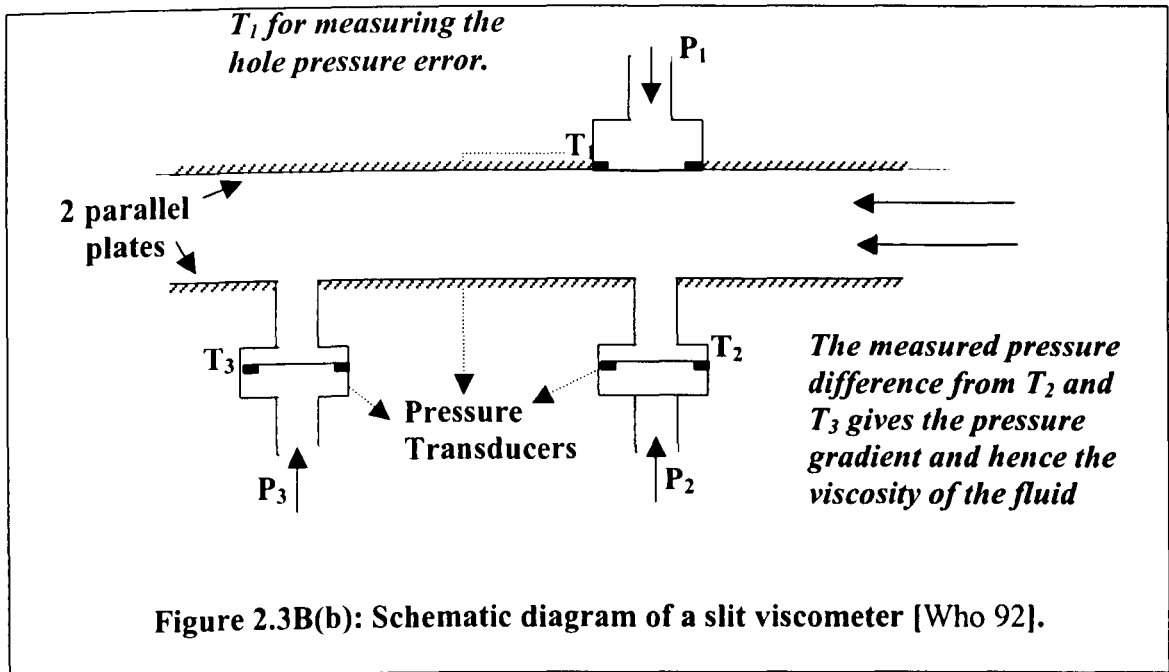 T1 for measuring the
hole pressure error.
P1
T1
2 parallel
plates
T3
T2
Pressure
Transducers
P3
P2
The measured pressure
difference from T2 and
T3 gives the pressure
gradient and hence the
viscosity of the fluid
Figure 2.3B(b): Schematic diagram of a slit viscometer [Who 92].